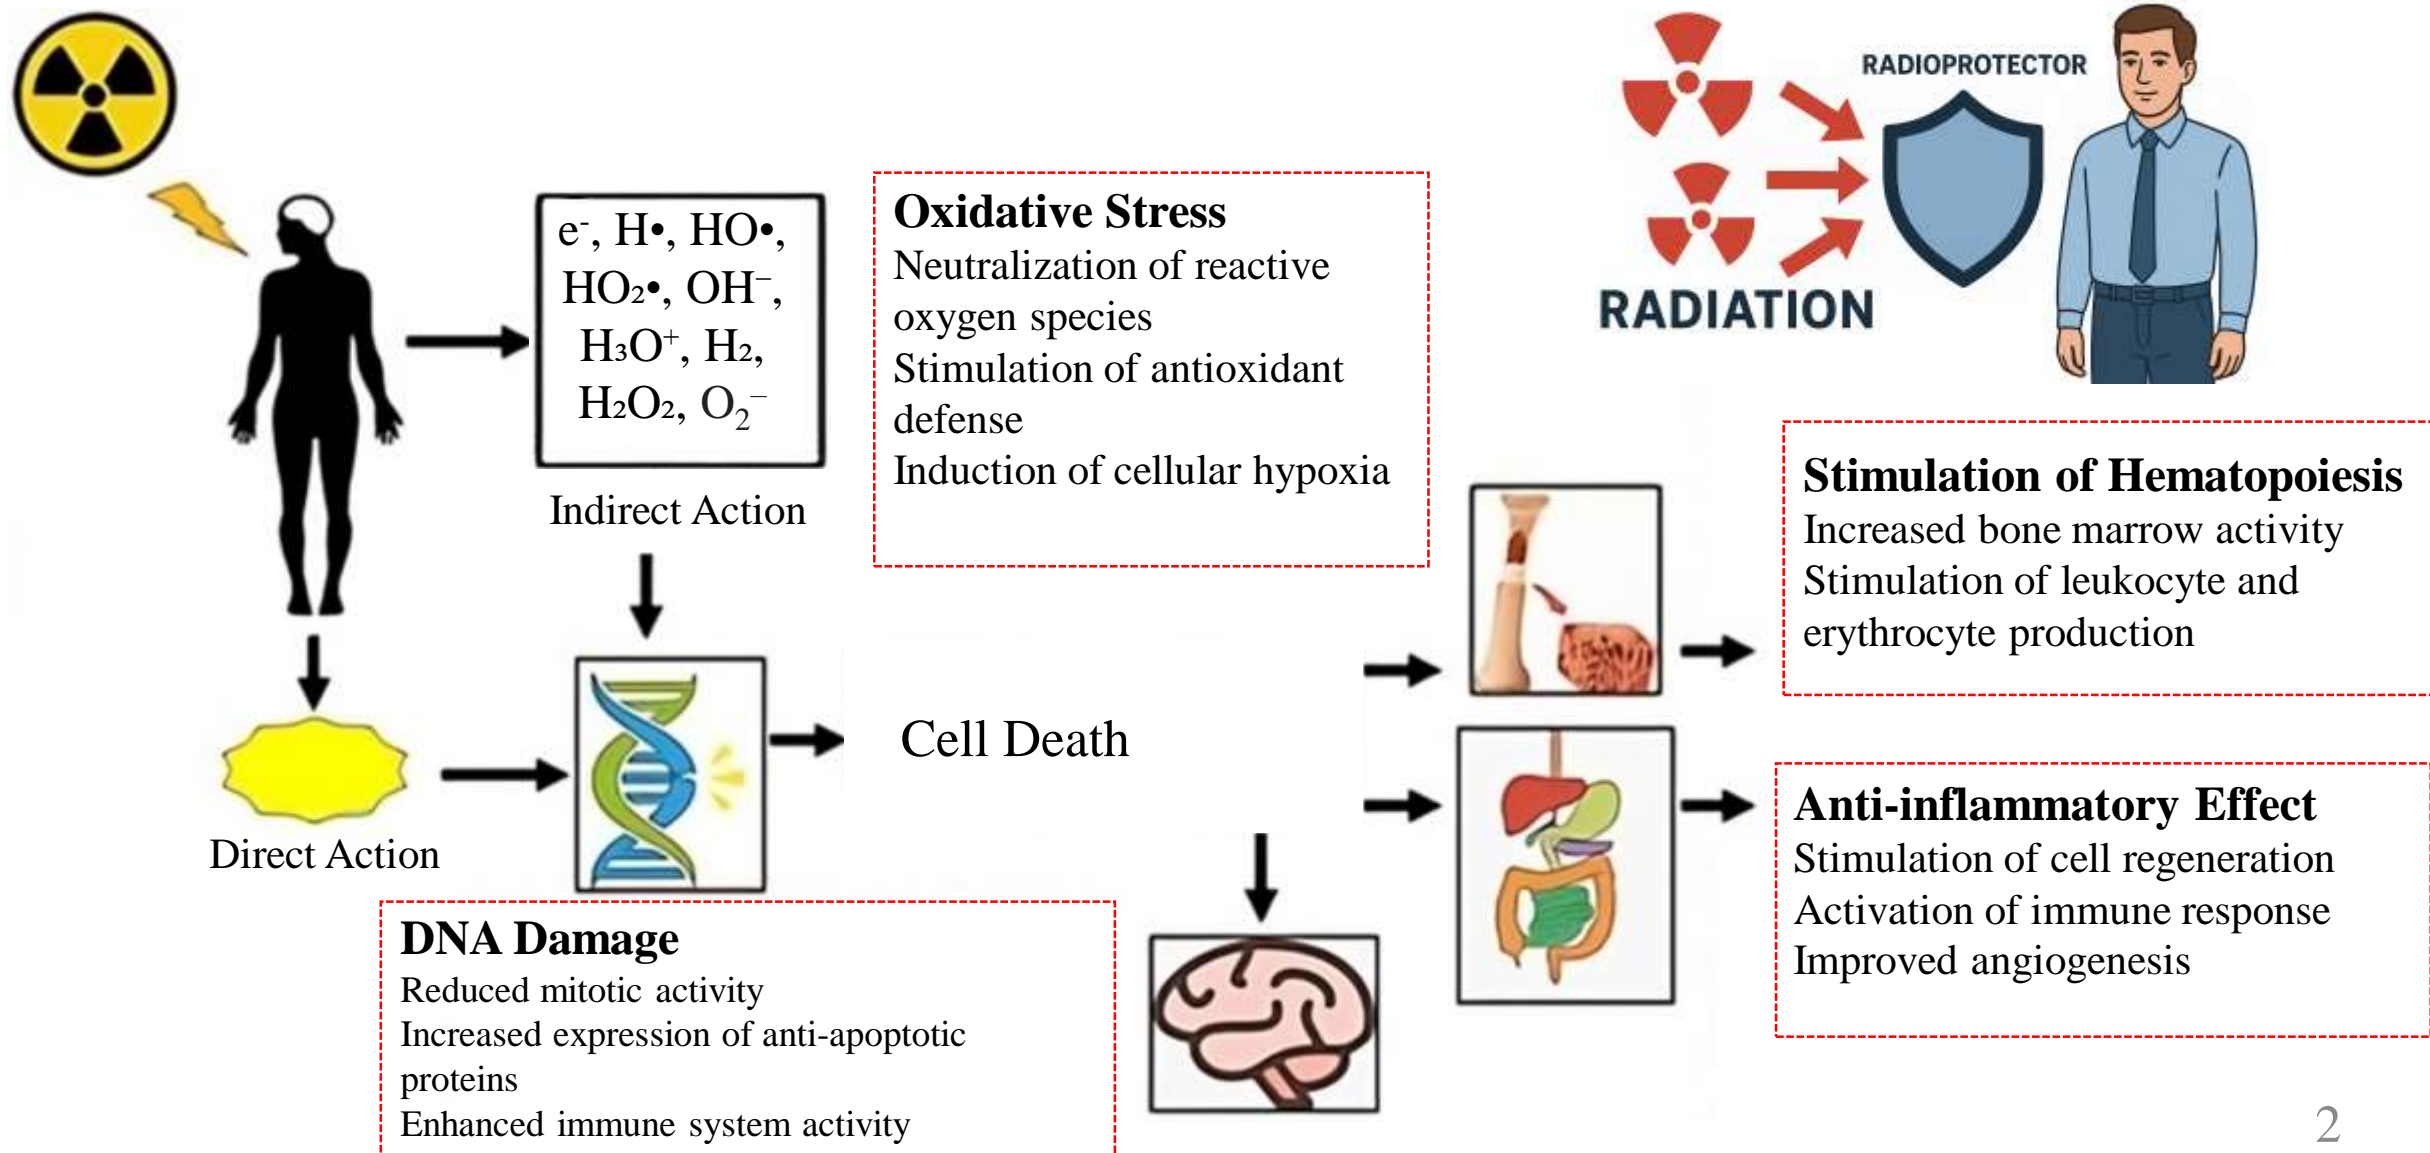 RADIOPROTECTOR
RADIATION
e⁻, H•, HO•,
HO₂•, OH⁻,
H₃O⁺, H₂,
H₂O₂, O₂⁻
Indirect Action
Oxidative Stress
Neutralization of reactive
oxygen species
Stimulation of antioxidant
defense
Induction of cellular hypoxia
Stimulation of Hematopoiesis
Increased bone marrow activity
Stimulation of leukocyte and
erythrocyte production
Cell Death
Direct Action
Anti-inflammatory Effect
Stimulation of cell regeneration
Activation of immune response
Improved angiogenesis
DNA Damage
Reduced mitotic activity
Increased expression of anti-apoptotic
proteins
Enhanced immune system activity
2